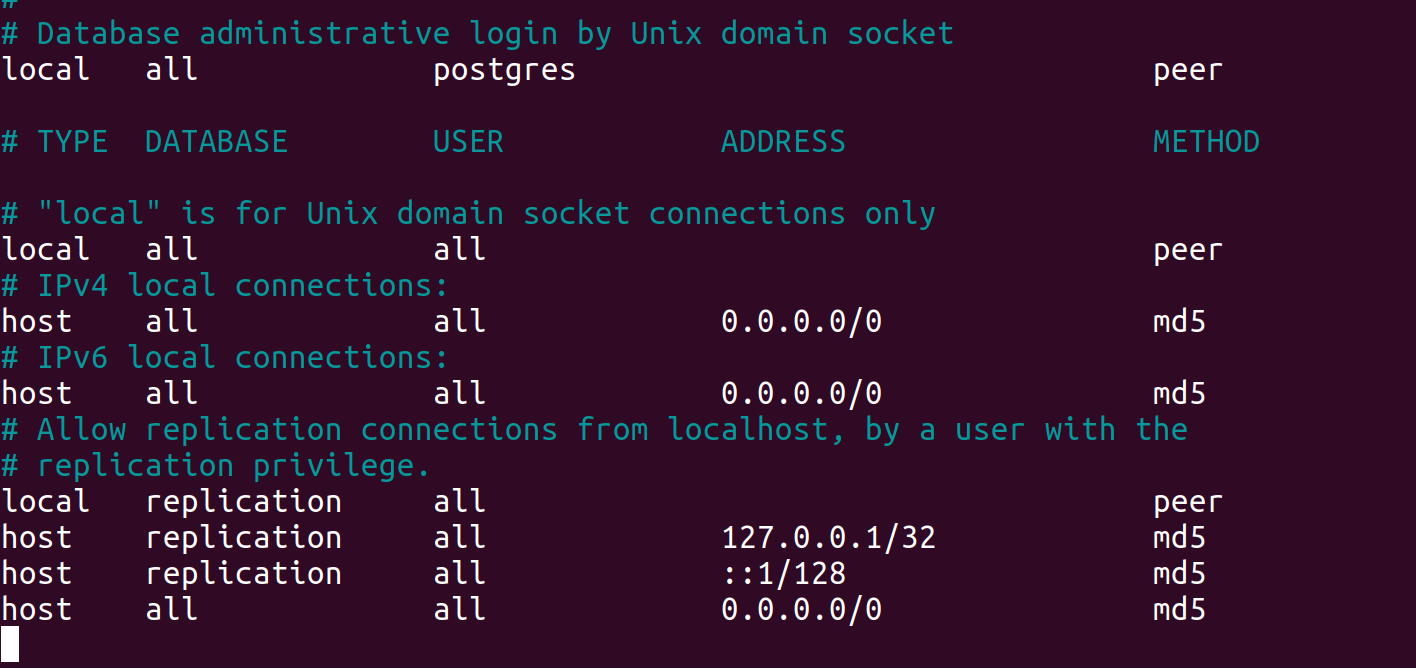 #
# Database administrative login by Unix domain socket
local   all             postgres                                peer

# TYPE  DATABASE        USER            ADDRESS                 METHOD

# "local" is for Unix domain socket connections only
local   all             all                                     peer
# IPv4 local connections:
host    all             all             0.0.0.0/0               md5
# IPv6 local connections:
host    all             all             0.0.0.0/0               md5
# Allow replication connections from localhost, by a user with the
# replication privilege.
local   replication     all                                     peer
host    replication     all             127.0.0.1/32            md5
host    replication     all             ::1/128                 md5
host    all             all             0.0.0.0/0               md5